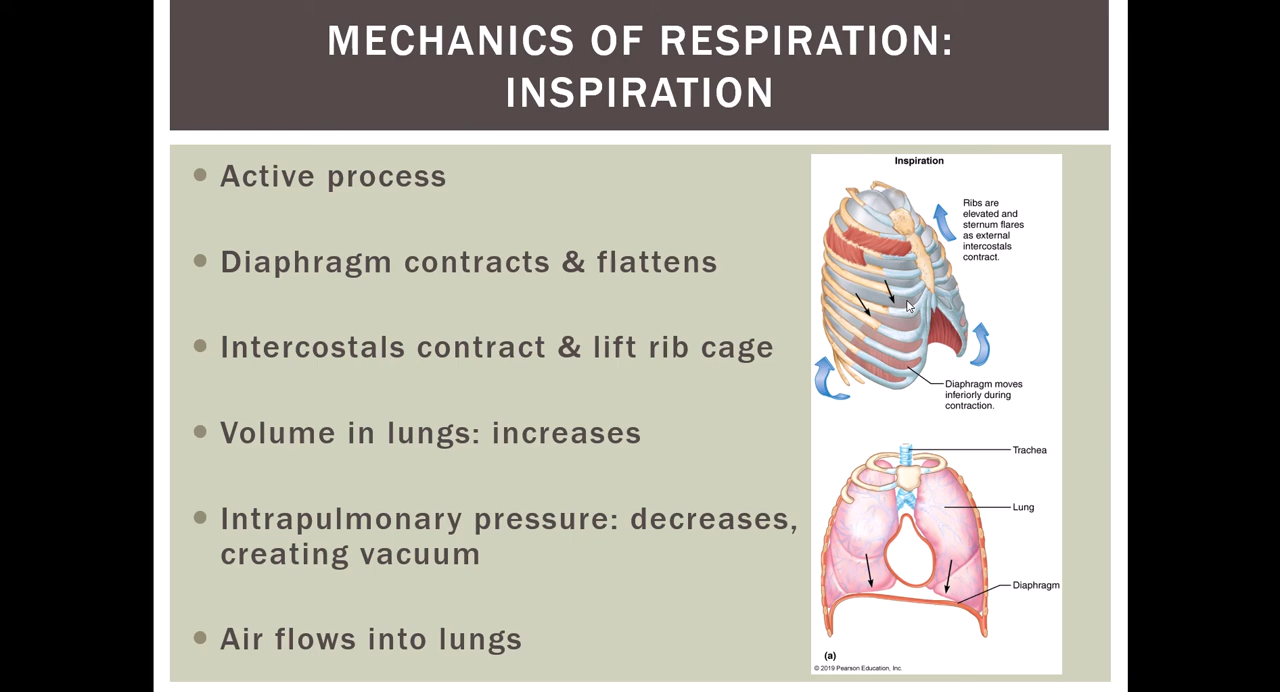 MECHANICS OF RESPIRATION:
INSPIRATION
Active process
Diaphragm contracts & flattens
Intercostals contract & lift rib cage
Volume in lungs: increases
Intrapulmonary pressure: decreases,
creating vacuum
Air flows into lungs
Inspiration
Ribs are
elevated and
sternum flares
as external
intercostals
contract.
Diaphragm moves
inferiorly during
contraction.
Trachea
Lung
Diaphragm
(a)
© 2019 Pearson Education, Inc.